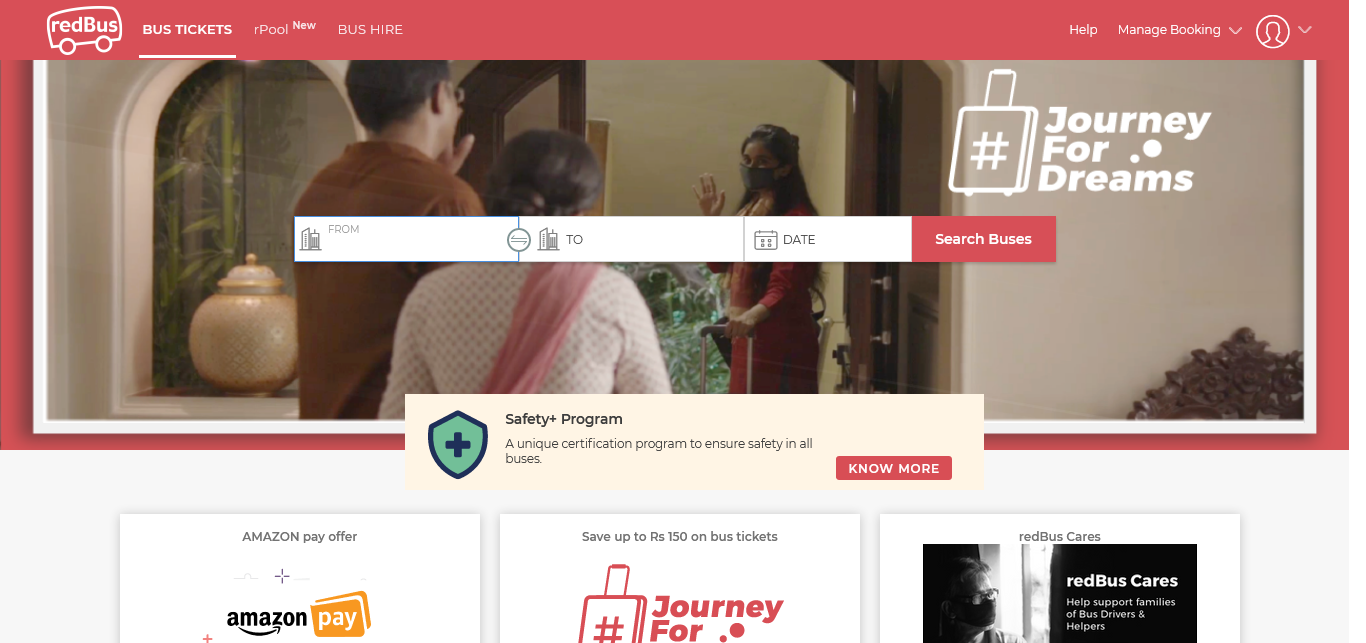 redBus
BUS TICKETS
rPool New
BUS HIRE
Help
Manage Booking
# Journey
For
Dreams
FROM
TO
DATE
Search Buses
Safety+ Program
A unique certification program to ensure safety in all
buses.
KNOW MORE
AMAZON pay offer
amazon pay
Save up to Rs 150 on bus tickets
# Journey
For
redBus Cares
redBus Cares
Help support families
of Bus Drivers &
Helpers